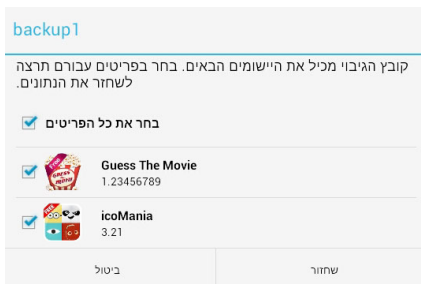 backup1
קובץ הגיבוי מכיל את היישומים הבאים. בחר בפריטים עבורם תרצה
לשחזר את הנתונים.
בחר את כל הפריטים
Guess The Movie
1.23456789
icoMania
3.21
ביטול
שחזור